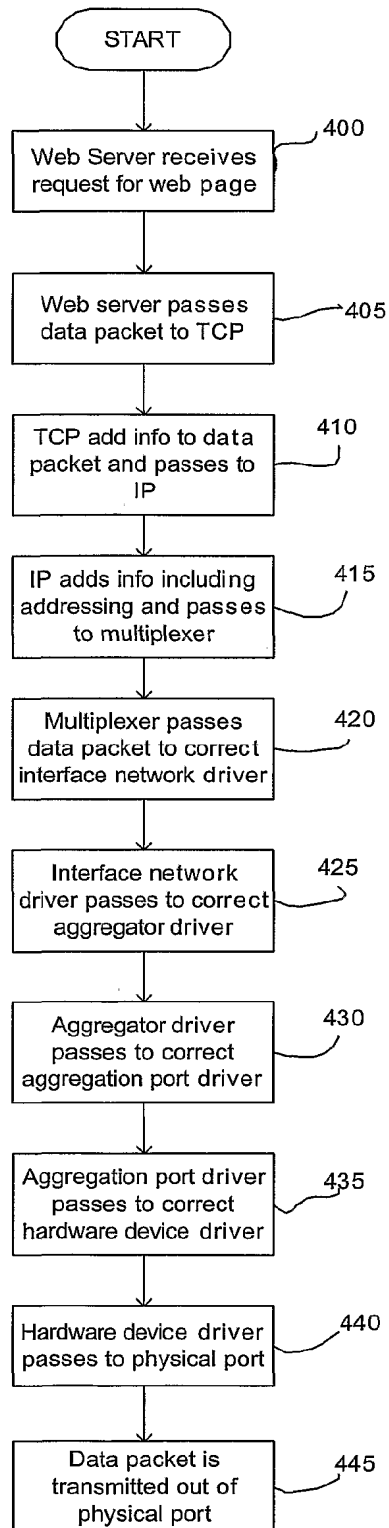 START
400
Web Server receives
request for web page
405
Web server passes
data packet to TCP
410
TCP add info to data
packet and passes to
IP
415
IP adds info including
addressing and passes
to multiplexer
420
Multiplexer passes
data packet to correct
interface network driver
425
Interface network
driver passes to correct
aggregator driver
430
Aggregator driver
passes to correct
aggregation port driver
435
Aggregation port driver
passes to correct
hardware device driver
440
Hardware device driver
passes to physical port
445
Data packet is
transmitted out of
physical port